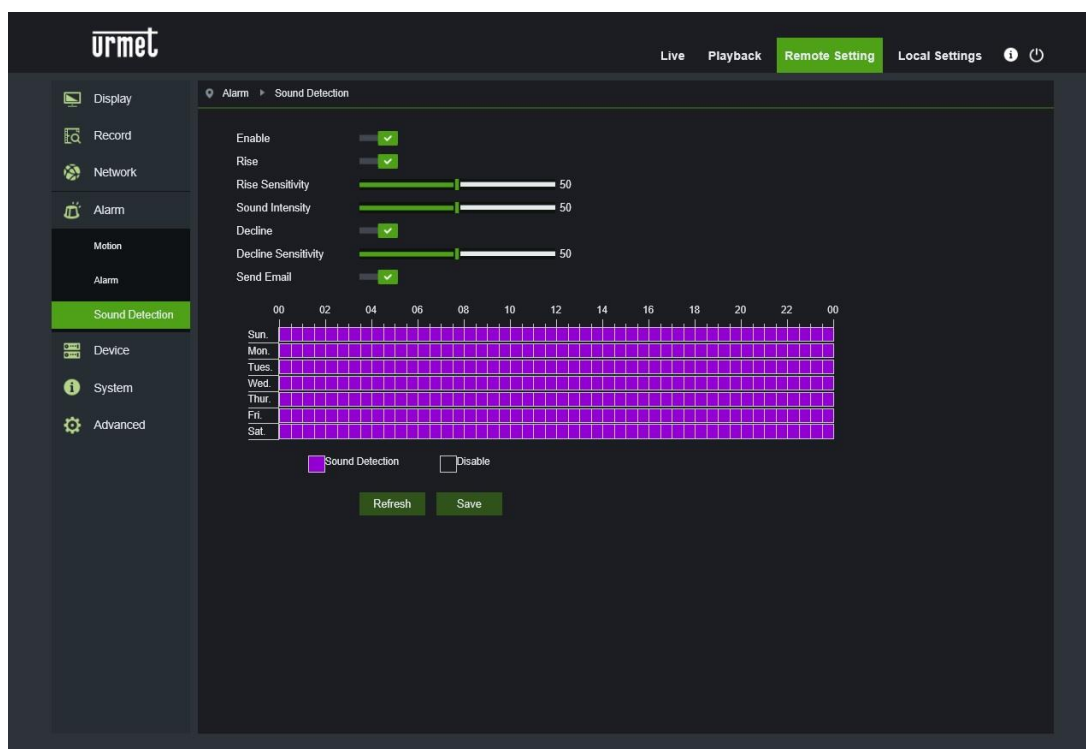 urmet
Live Playback Remote Setting Local Settings
Display
Record
Network
Alarm
Motion
Alarm
Sound Detection
Device
System
Advanced
Alarm Sound Detection
Enable
Rise
Rise Sensitivity 50
Sound Intensity 50
Decline
Decline Sensitivity 50
Send Email
00 02 04 06 08 10 12 14 16 18 20 22 00
Sun.
Mon.
Tues.
Wed.
Thur.
Fri.
Sat.
Sound Detection Disable
Refresh Save